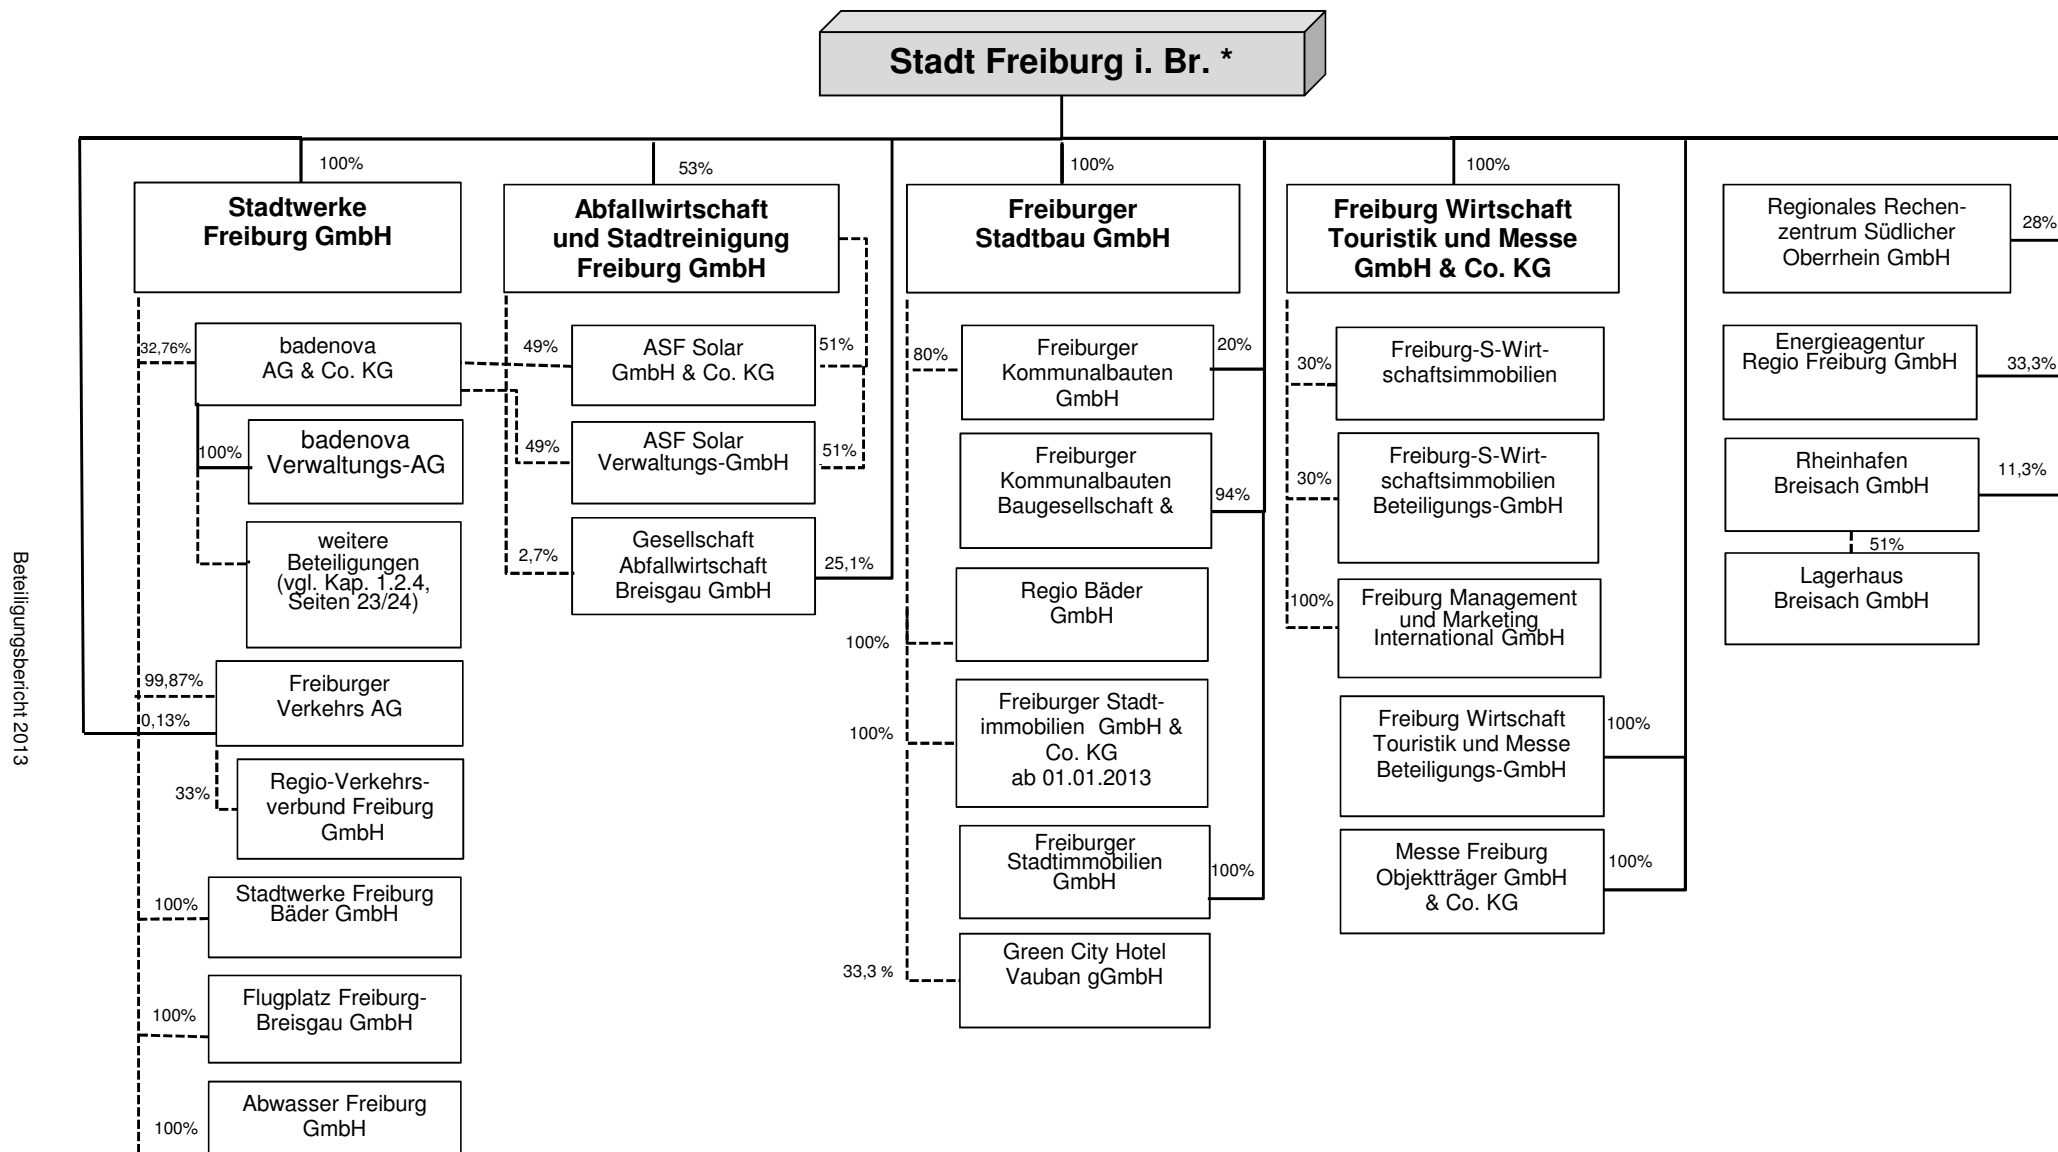 Stadt Freiburg i. Br. *
100%
Stadtwerke
Freiburg GmbH
32,76%
badenova
AG & Co. KG
100%
badenova
Verwaltungs-AG
weitere
Beteiligungen
(vgl. Kap. 1.2.4,
Seiten 23/24)
99,87%
0,13%
Freiburger
Verkehrs AG
33%
Regio-Verkehrs-
verbund Freiburg
GmbH
100%
Stadtwerke Freiburg
Bäder GmbH
100%
Flugplatz Freiburg-
Breisgau GmbH
100%
Abwasser Freiburg
GmbH
53%
Abfallwirtschaft
und Stadtreinigung
Freiburg GmbH
49%
ASF Solar
GmbH & Co. KG
51%
49%
ASF Solar
Verwaltungs-GmbH
51%
2,7%
Gesellschaft
Abfallwirtschaft
Breisgau GmbH
25,1%
100%
Freiburger
Stadtbau GmbH
80%
Freiburger
Kommunalbauten
GmbH
20%
Freiburger
Kommunalbauten
Baugesellschaft &
94%
100%
Regio Bäder
GmbH
100%
Freiburger Stadt-
immobilien GmbH &
Co. KG
ab 01.01.2013
Freiburger
Stadtimmobilien
GmbH
100%
33,3 %
Green City Hotel
Vauban gGmbH
100%
Freiburg Wirtschaft
Touristik und Messe
GmbH & Co. KG
30%
Freiburg-S-Wirt-
schaftsimmobilien
30%
Freiburg-S-Wirt-
schaftsimmobilien
Beteiligungs-GmbH
100%
Freiburg Management
und Marketing
International GmbH
Freiburg Wirtschaft
Touristik und Messe
Beteiligungs-GmbH
100%
Messe Freiburg
Objektträger GmbH
& Co. KG
100%
Regionales Rechen-
zentrum Südlicher
Oberrhein GmbH
28%
Energieagentur
Regio Freiburg GmbH
33,3%
Rheinhafen
Breisach GmbH
11,3%
51%
Lagerhaus
Breisach GmbH
Beteiligungsbericht 2013